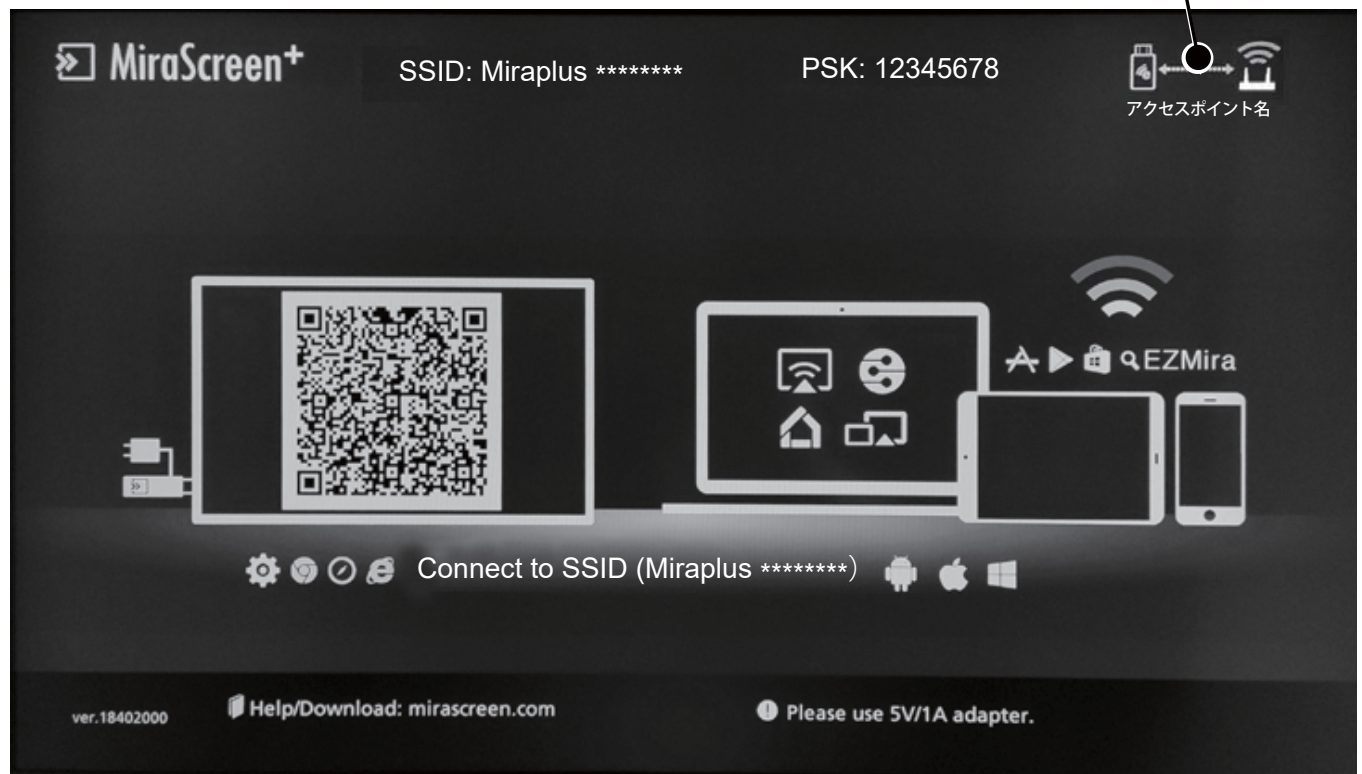 MiraScreen+
SSID: Miraplus ********
PSK: 12345678
アクセスポイント名
EZMira
Connect to SSID (Miraplus ********）
ver.18402000
Help/Download: mirascreen.com
Please use 5V/1A adapter.